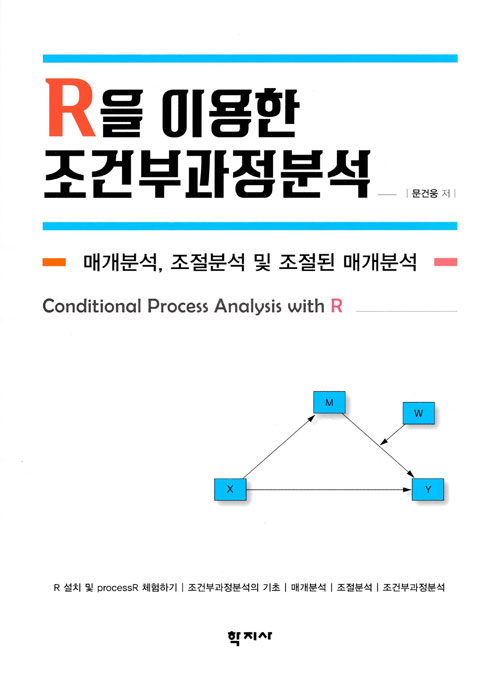 R을 이용한
조건부과정분석
| 문건웅 저 |
매개분석, 조절분석 및 조절된 매개분석
Conditional Process Analysis with R
M
W
X
Y
R 설치 및 processR 체험하기 | 조건부과정분석의 기초 | 매개분석 | 조절분석 | 조건부과정분석
학지사